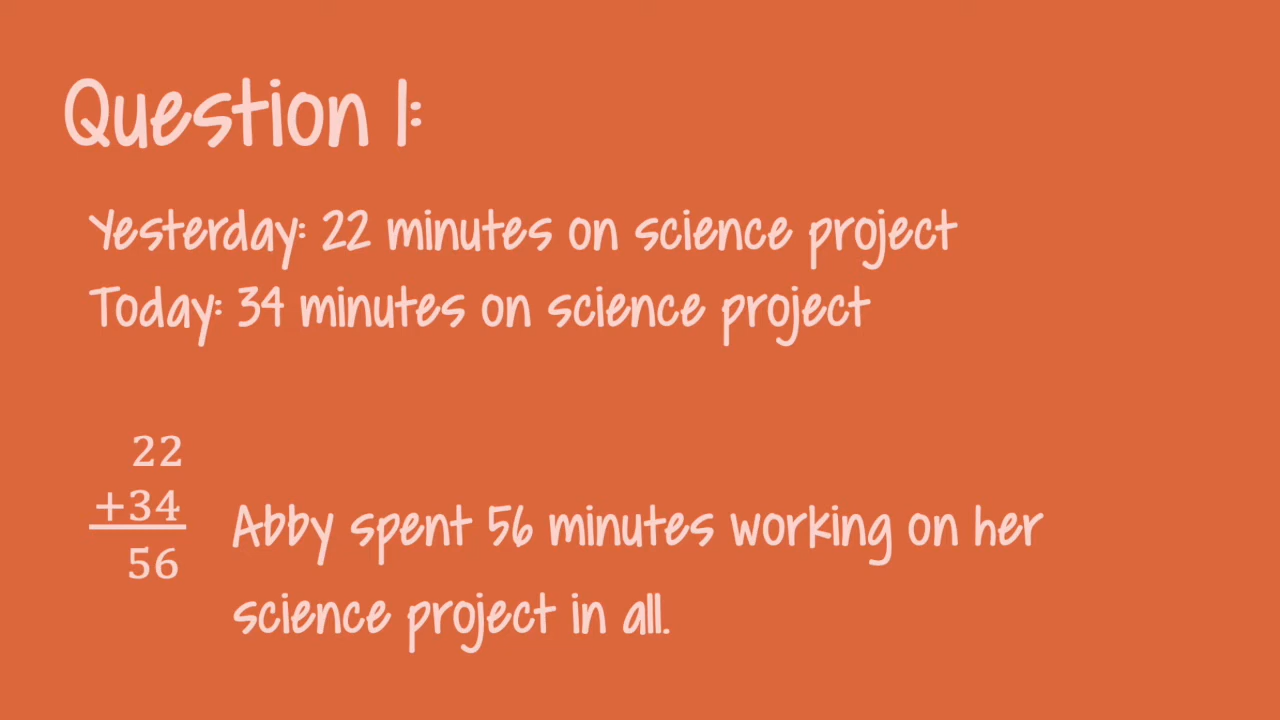 Question 1:
Yesterday: 22 minutes on science project
Today: 34 minutes on science project
22
+34
56
Abby spent 56 minutes working on her
science project in all.